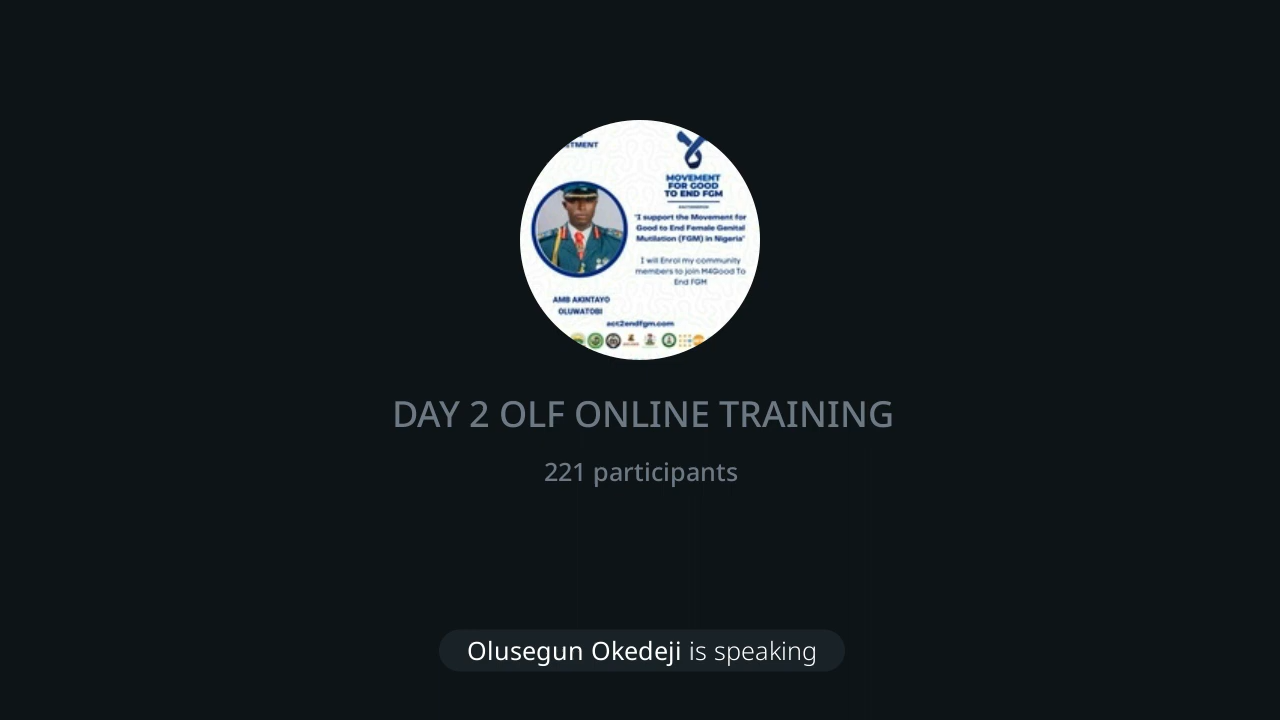 TMENT
MOVEMENT
FOR GOOD
TO END FGM
"I support the Movement for
Good to End Female Genital
Mutilation (FGM) in Nigeria"
I will Enrol my community
members to join M4Good To
End FGM
AMB AKINTAYO
OLUWATOBI
act2endfgm.com
DAY 2 OLF ONLINE TRAINING
221 participants
Olusegun Okedeji is speaking